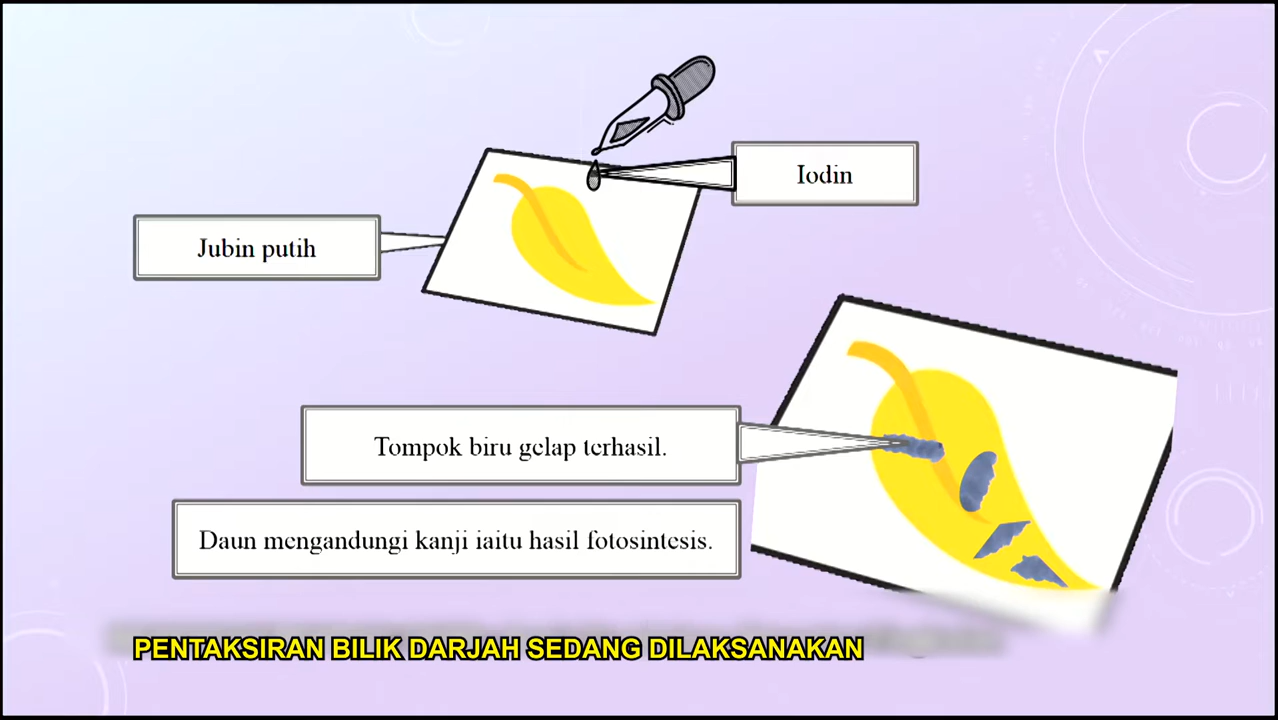 Iodin
Jubin putih
Tompok biru gelap terhasil.
Daun mengandungi kanji iaitu hasil fotosintesis.
PENTAKSIRAN BILIK DARJAH SEDANG DILAKSANAKAN